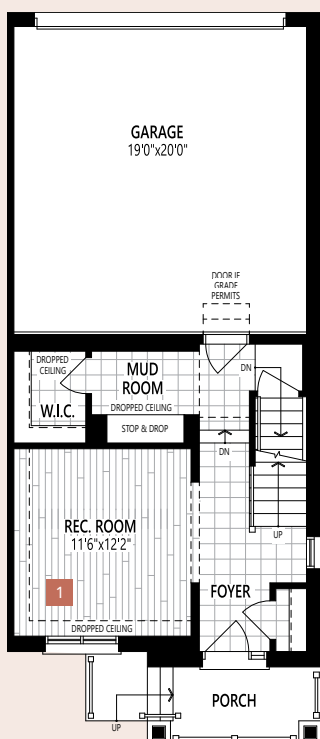 GARAGE
19'0"x20'0"
DOOR IF
GRADE
PERMITS
DROPPED
CEILING
MUD
ROOM
DN
W.I.C.
DROPPED CEILING
STOP & DROP
DN
REC. ROOM
11'6"x12'2"
UP
1
FOYER
DROPPED CEILING
PORCH
UP